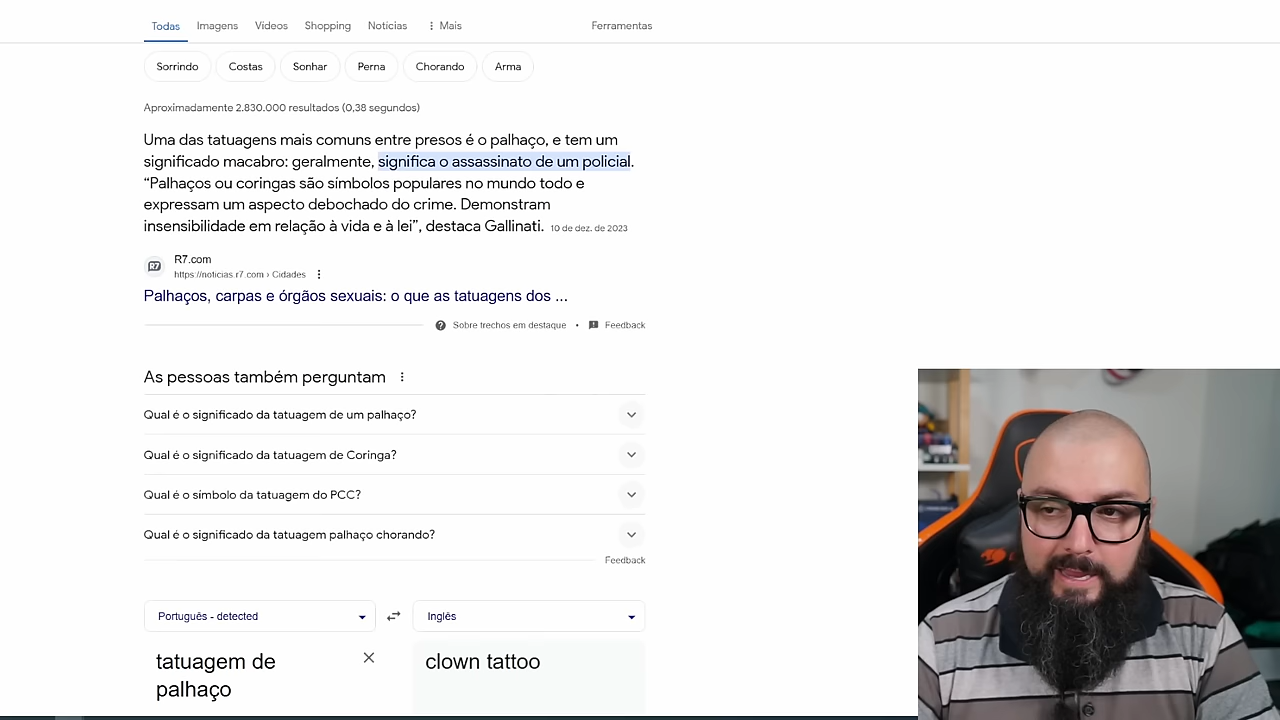 Todas Imagens Vídeos Shopping Notícias Mais Ferramentas
Sorrindo Costas Sonhar Perna Chorando Arma
Aproximadamente 2.830.000 resultados (0,38 segundos)
Uma das tatuagens mais comuns entre presos é o palhaço, e tem um
significado macabro: geralmente, significa o assassinato de um policial.
“Palhaços ou coringas são símbolos populares no mundo todo e
expressam um aspecto debochado do crime. Demonstram
insensibilidade em relação à vida e à lei”, destaca Gallinati. 10 de dez. de 2023
R7.com
https://noticias.r7.com › Cidades
Palhaços, carpas e órgãos sexuais: o que as tatuagens dos ...
Sobre trechos em destaque • Feedback
As pessoas também perguntam
Qual é o significado da tatuagem de um palhaço?
Qual é o significado da tatuagem de Coringa?
Qual é o símbolo da tatuagem do PCC?
Qual é o significado da tatuagem palhaço chorando?
Feedback
Português - detected Inglês
tatuagem de
palhaço
clown tattoo